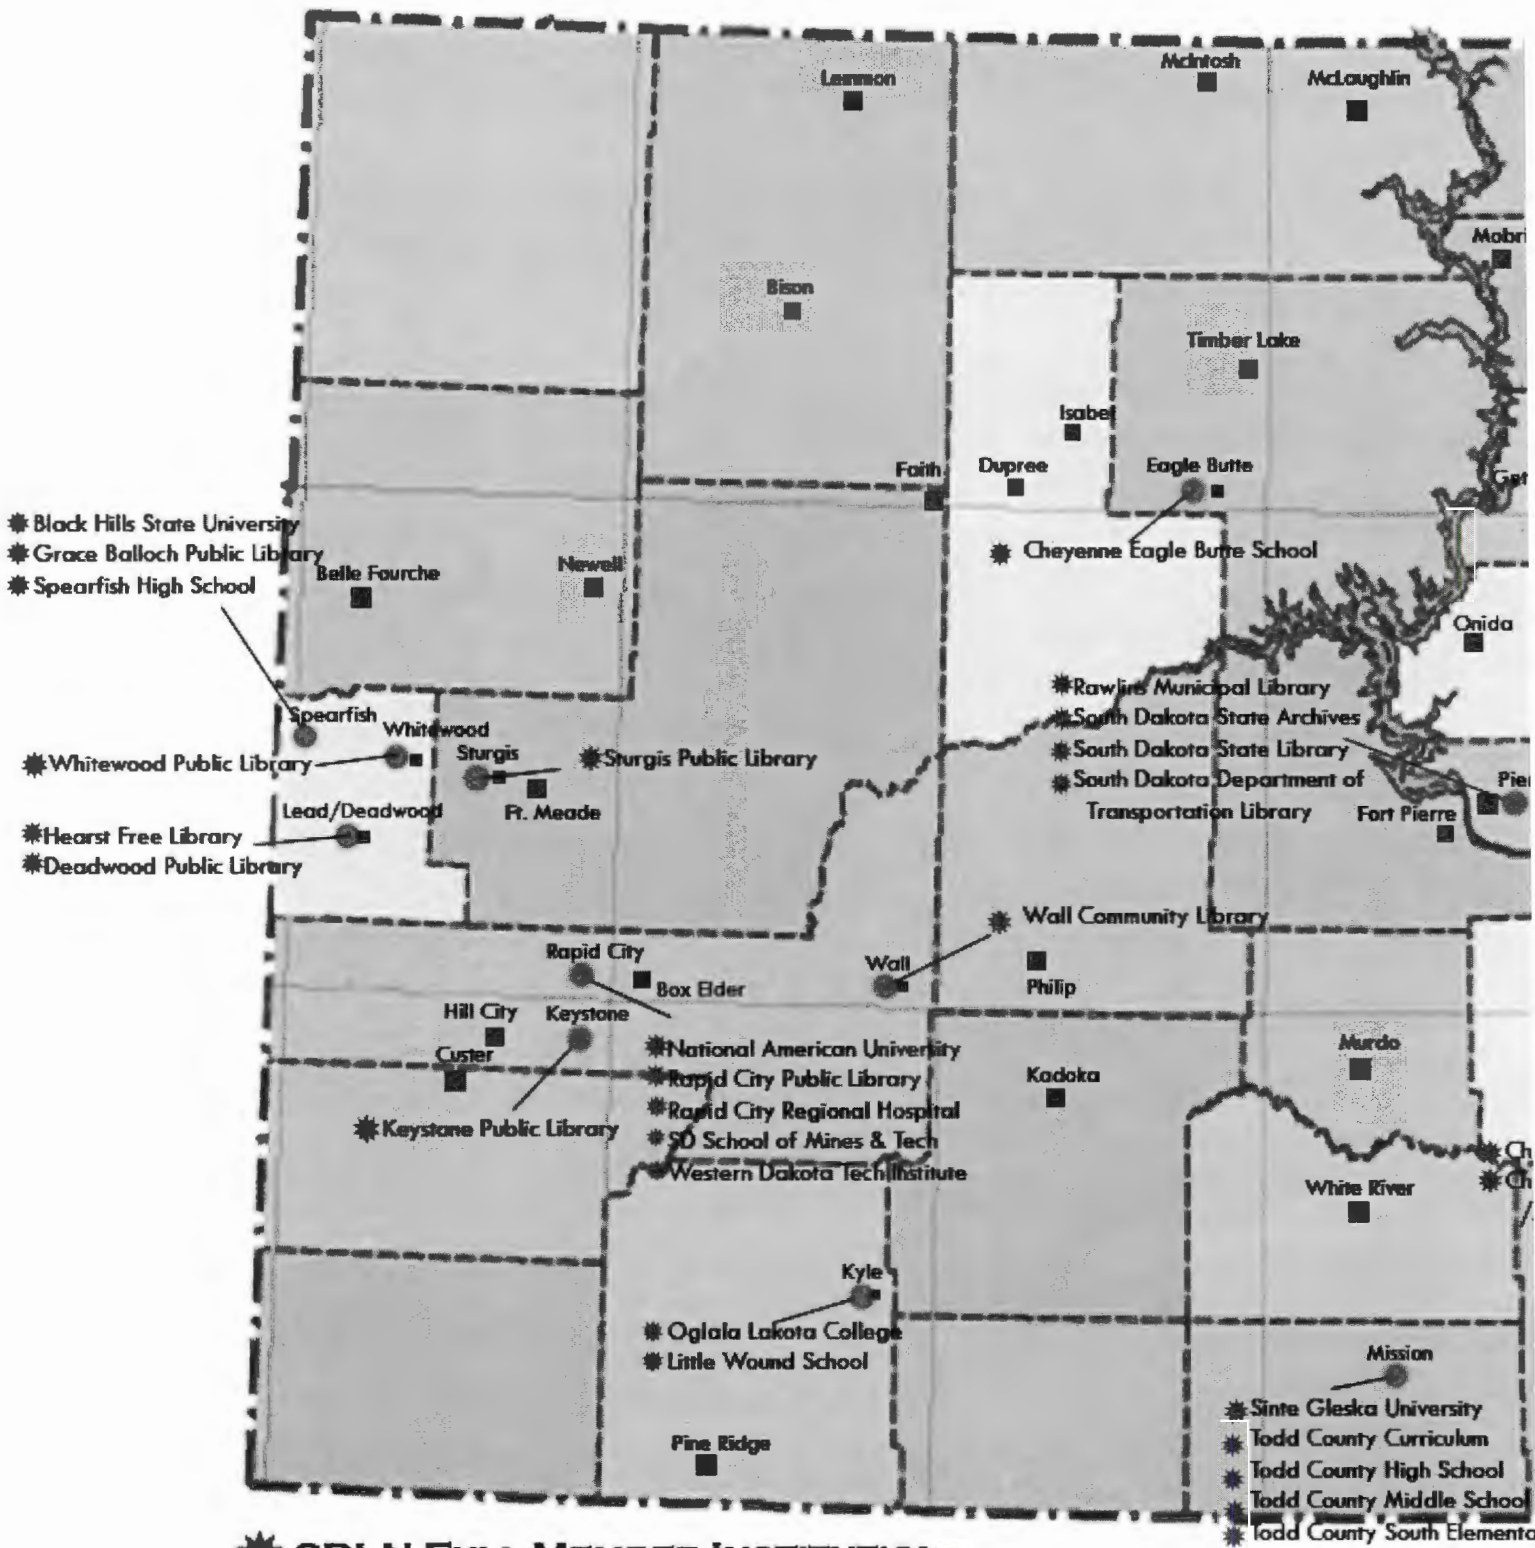 Lemmon
McIntosh
McLaughlin
Bison
Timber Lake
Isabel
Faith
Dupree
Eagle Butte
Black Hills State University
Grace Balloch Public Library
Spearfish High School
Belle Fourche
Newell
Cheyenne Eagle Butte School
Onida
Rawlins Municipal Library
South Dakota State Archives
South Dakota State Library
South Dakota Department of
Transportation Library
Fort Pierre
Spearfish
Whitewood
Whitewood Public Library
Sturgis
Sturgis Public Library
Ft. Meade
Lead/Deadwood
Hearst Free Library
Deadwood Public Library
Wall Community Library
Rapid City
Box Elder
Wall
Philip
Hill City
Keystone
Custer
National American University
Rapid City Public Library
Rapid City Regional Hospital
SD School of Mines & Tech
Western Dakota Tech Institute
Keystone Public Library
Kadoka
Murdo
White River
Kyle
Oglala Lakota College
Little Wound School
Pine Ridge
Mission
Sinte Gleska University
Todd County Curriculum
Todd County High School
Todd County Middle School
Todd County South Elementa